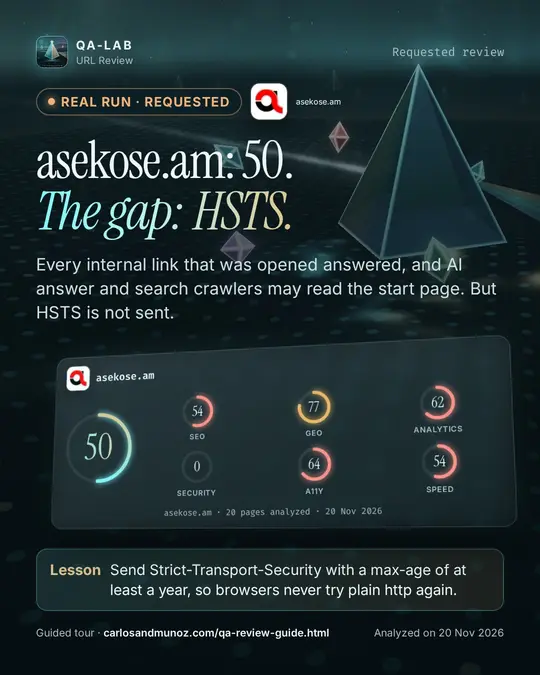 QA-LAB
URL Review
Requested review
REAL RUN · REQUESTED
asekose.am
asekose.am: 50.
The gap: HSTS.
Every internal link that was opened answered, and AI
answer and search crawlers may read the start page. But
HSTS is not sent.
asekose.am
50
54
SEO
77
GEO
62
ANALYTICS
0
SECURITY
64
A11Y
54
SPEED
asekose.am · 20 pages analyzed · 20 Nov 2026
Lesson Send Strict-Transport-Security with a max-age of at
least a year, so browsers never try plain http again.
Guided tour · carlosandmunoz.com/qa-review-guide.html
Analyzed on 20 Nov 2026